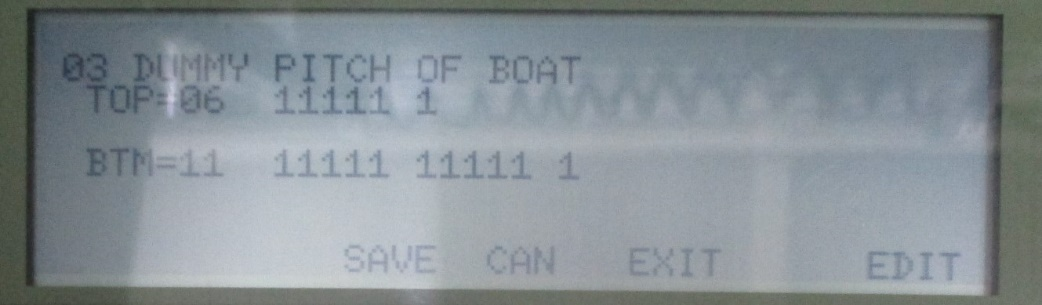 03 DUMMY PITCH OF BOAT
TOP=06 11111 1
BTM=11 11111 11111 1
SAVE CAN EXIT EDIT